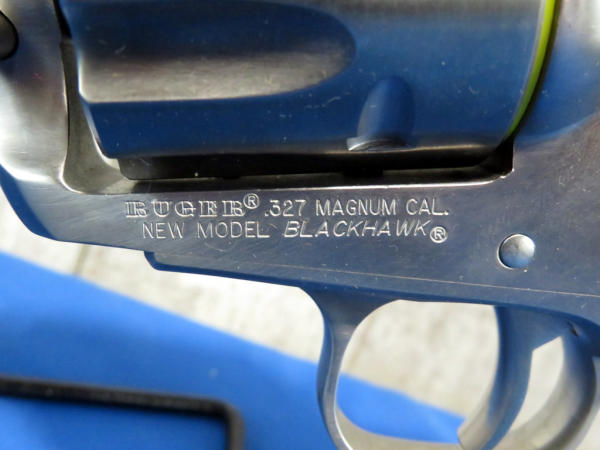 RUGER® .327 MAGNUM CAL.
NEW MODEL BLACKHAWK®